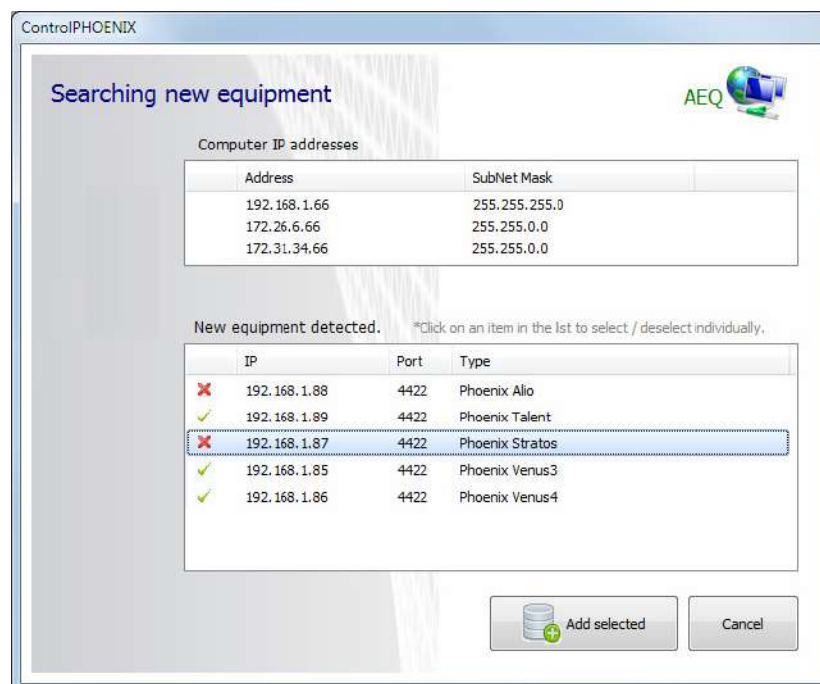 ControlPHOENIX
Searching new equipment
AEQ
Computer IP addresses
Address SubNet Mask
192.168.1.66 255.255.255.0
172.26.6.66 255.255.0.0
172.31.34.66 255.255.0.0
New equipment detected. *Click on an item in the list to select / deselect individually.
IP Port Type
192.168.1.88 4422 Phoenix Alio
192.168.1.89 4422 Phoenix Talent
192.168.1.87 4422 Phoenix Stratos
192.168.1.85 4422 Phoenix Venus3
192.168.1.86 4422 Phoenix Venus4
Add selected Cancel